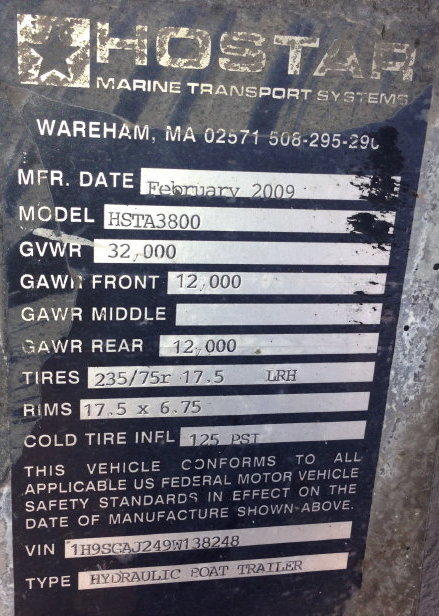 HOSTAR
MARINE TRANSPORT SYSTEMS
WAREHAM, MA 02571 508-295-290
MFR. DATE February 2009
MODEL HSTA3800
GVWR 32,000
GAWR FRONT 12,000
GAWR MIDDLE
GAWR REAR 12,000
TIRES 235/75r 17.5 LRH
RIMS 17.5 x 6.75
COLD TIRE INFL 125 PSI
THIS VEHICLE CONFORMS TO ALL
APPLICABLE US FEDERAL MOTOR VEHICLE
SAFETY STANDARDS IN EFFECT ON THE
DATE OF MANUFACTURE SHOWN ABOVE.
VIN 1H9SGAJ249W138248
TYPE HYDRAULIC BOAT TRAILER